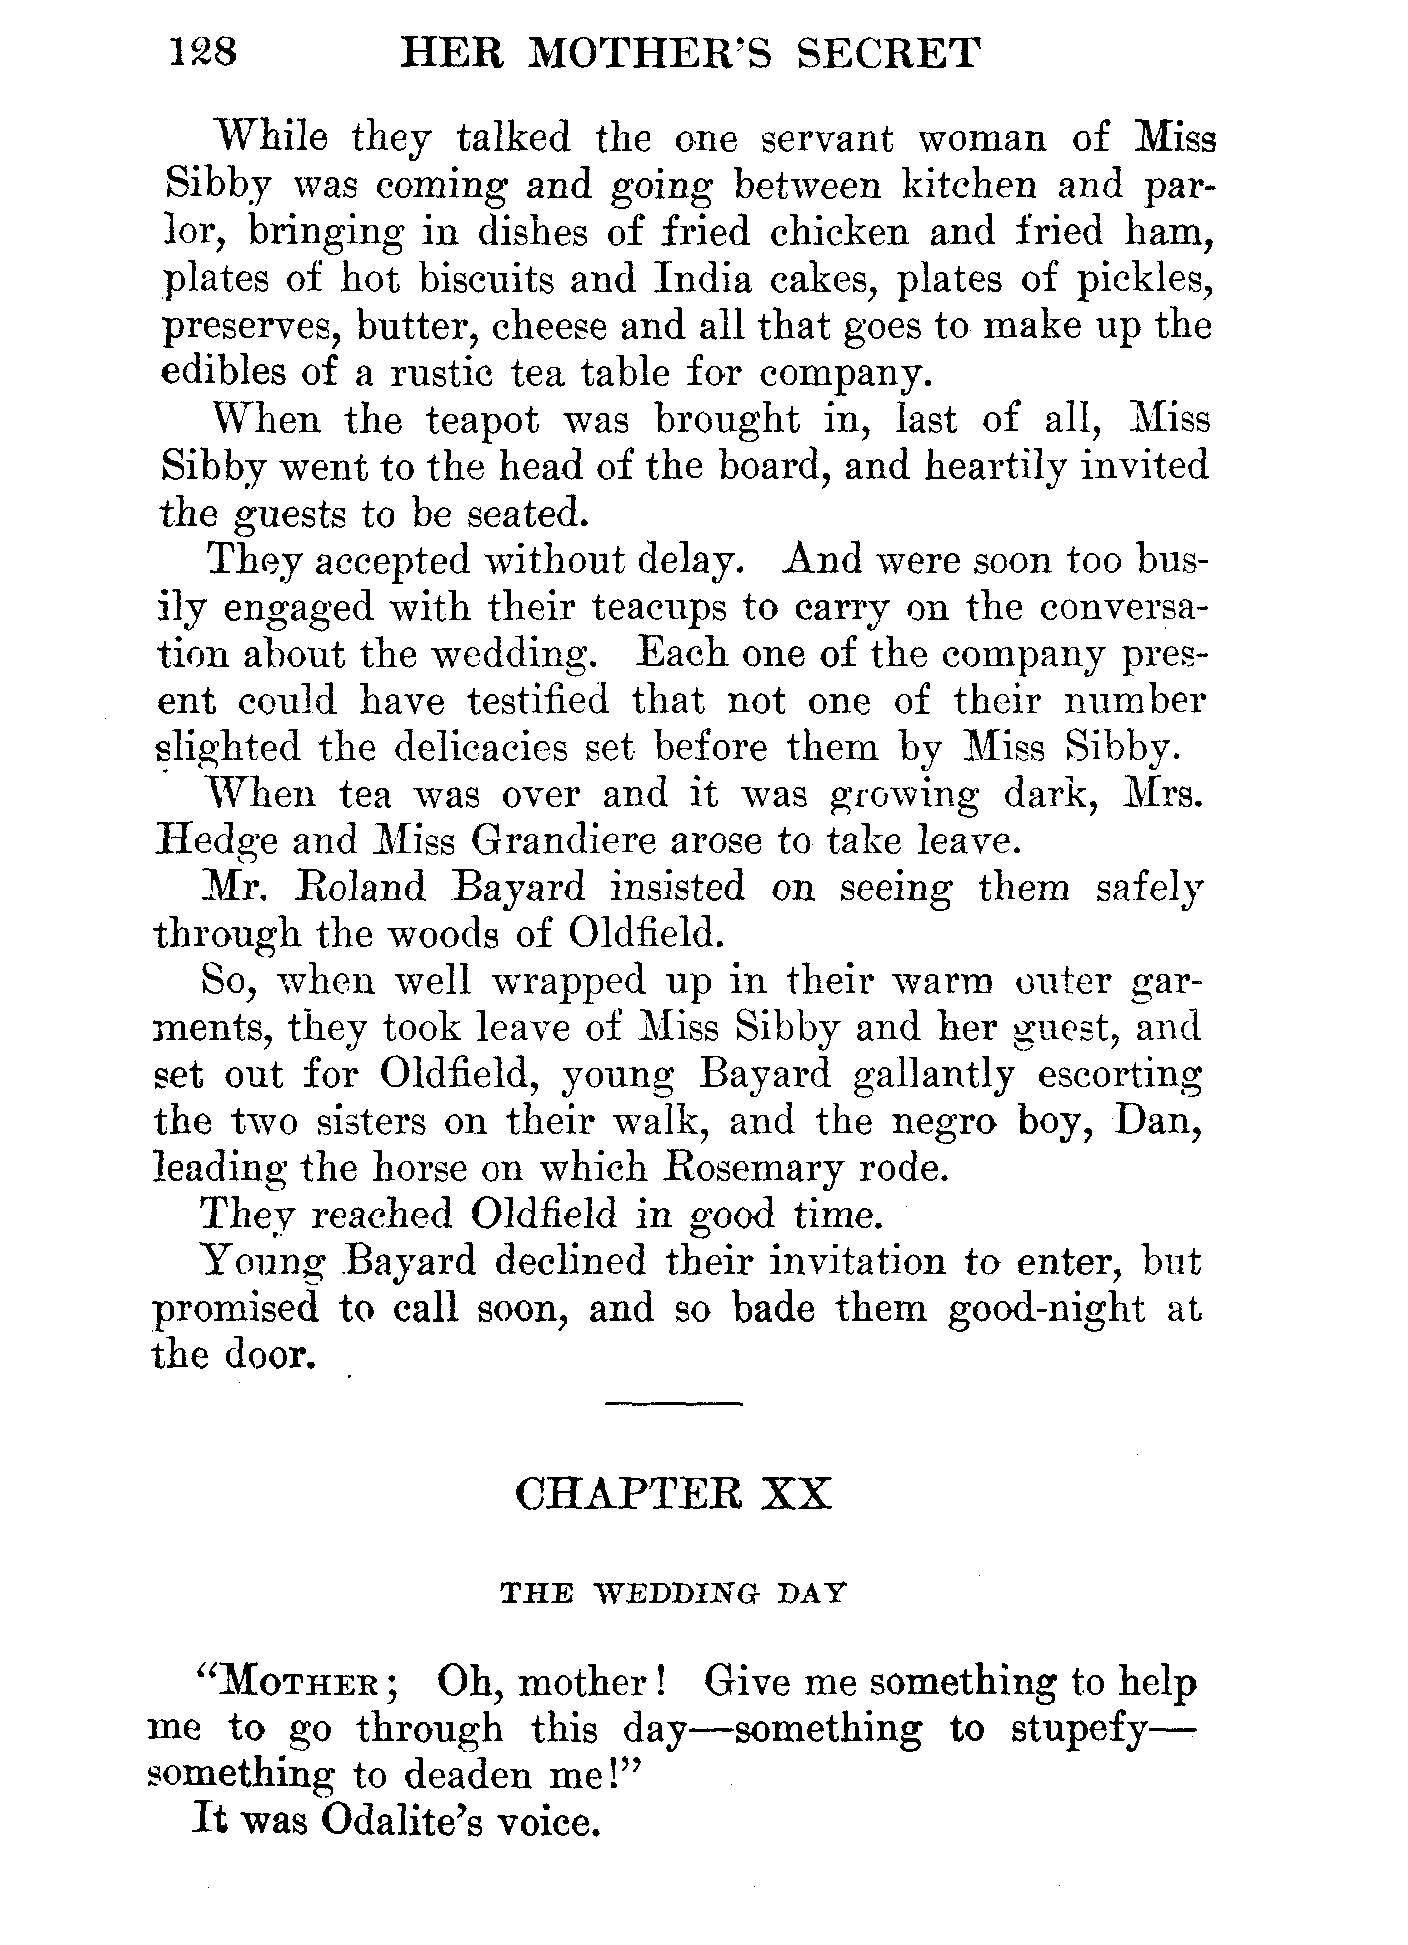 128 HER MOTHER'S SECRET
While they talked the one servant woman of Miss
Sibby was coming and going between kitchen and par-
lor, bringing in dishes of fried chicken and fried ham,
plates of hot biscuits and India cakes, plates of pickles,
preserves, butter, cheese and all that goes to make up the
edibles of a rustic tea table for company.
When the teapot was brought in, last of all, Miss
Sibby went to the head of the board, and heartily invited
the guests to be seated.
They accepted without delay. And were soon too bus-
ily engaged with their teacups to carry on the conversa-
tion about the wedding. Each one of the company pres-
ent could have testified that not one of their number
slighted the delicacies set before them by Miss Sibby.
When tea was over and it was growing dark, Mrs.
Hedge and Miss Grandiere arose to take leave.
Mr. Roland Bayard insisted on seeing them safely
through the woods of Oldfield.
So, when well wrapped up in their warm outer gar-
ments, they took leave of Miss Sibby and her guest, and
set out for Oldfield, young Bayard gallantly escorting
the two sisters on their walk, and the negro boy, Dan,
leading the horse on which Rosemary rode.
They reached Oldfield in good time.
Young Bayard declined their invitation to enter, but
promised to call soon, and so bade them good-night at
the door.
CHAPTER XX
THE WEDDING DAY
"MOTHER; Oh, mother! Give me something to help
me to go through this day—something to stupefy—
something to deaden me!"
It was Odalite's voice.